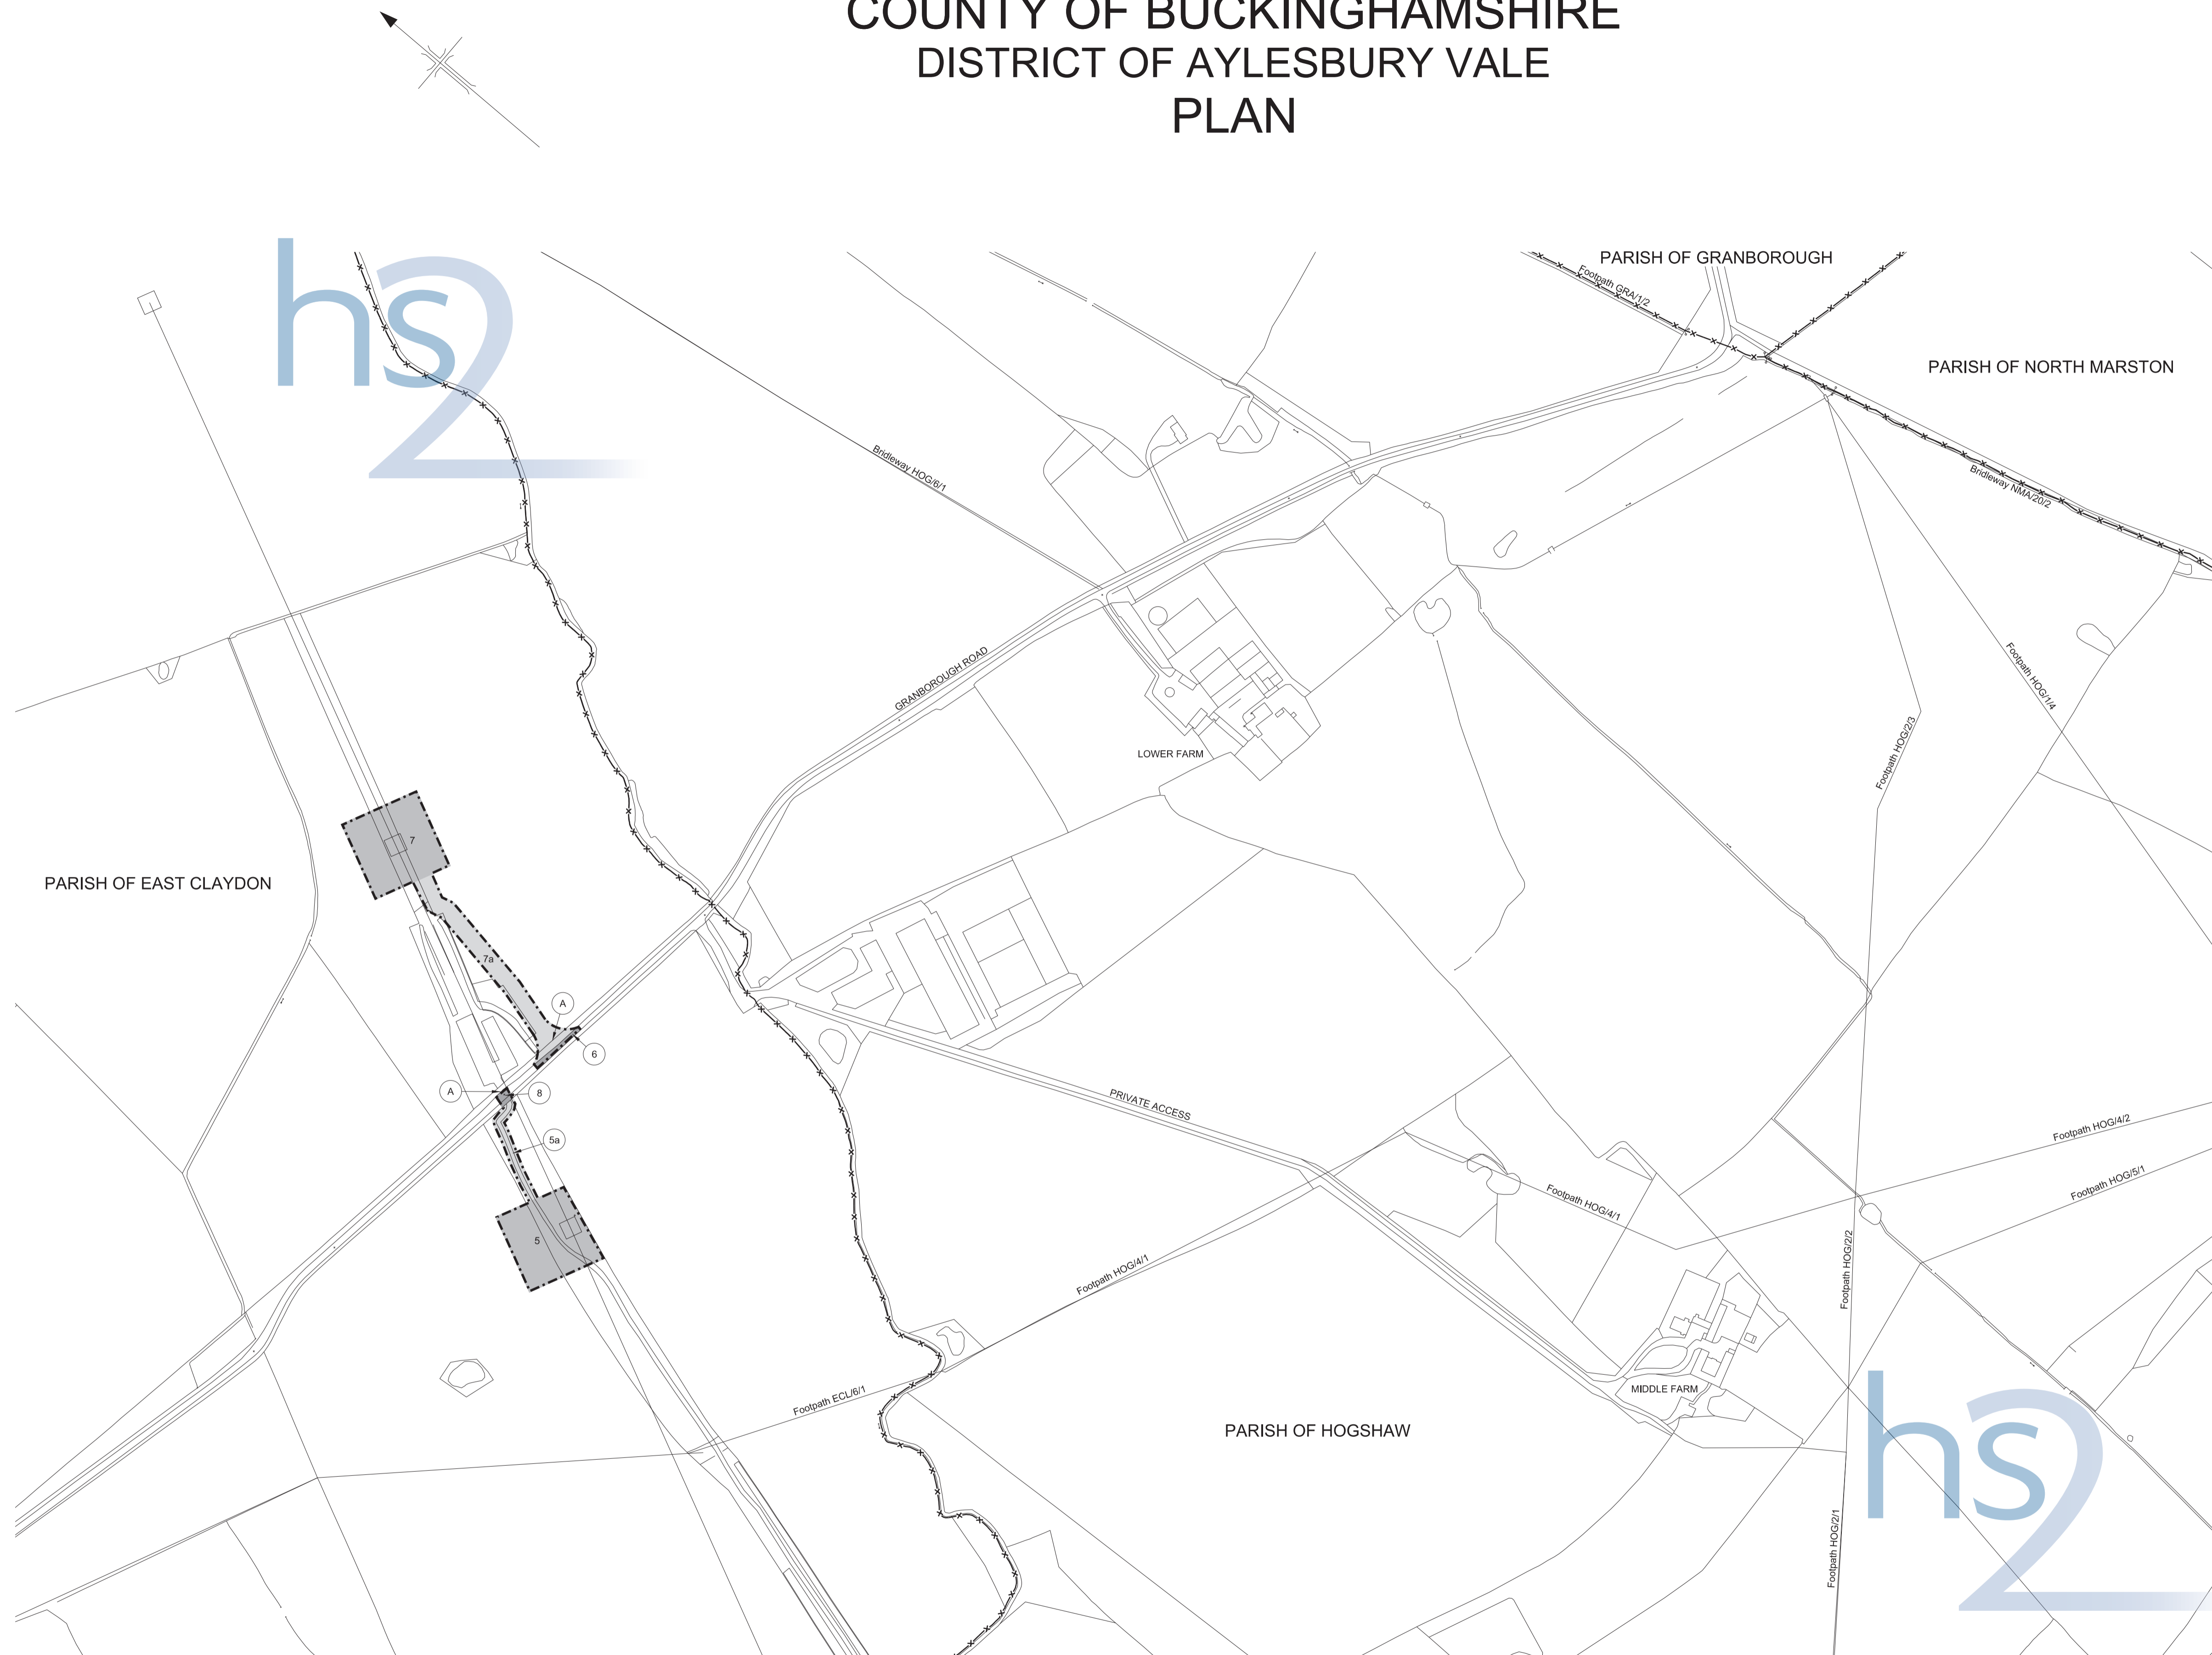 COUNTY OF BUCKINGHAMSHIRE
DISTRICT OF AYLESBURY VALE
PLAN
hs2
PARISH OF GRANBOROUGH
Footpath GRA/1/2
PARISH OF NORTH MARSTON
Bridleway HOG/6/1
Bridleway NMA/20/2
GRANBOROUGH ROAD
Footpath HOG/1/4
Footpath HOG/2/3
LOWER FARM
7
PARISH OF EAST CLAYDON
7a
A
6
A
8
PRIVATE ACCESS
5a
Footpath HOG/4/2
Footpath HOG/5/1
Footpath HOG/4/1
5
Footpath HOG/4/1
Footpath HOG/2/2
Footpath ECL/6/1
MIDDLE FARM
PARISH OF HOGSHAW
hs2
Footpath HOG/2/1